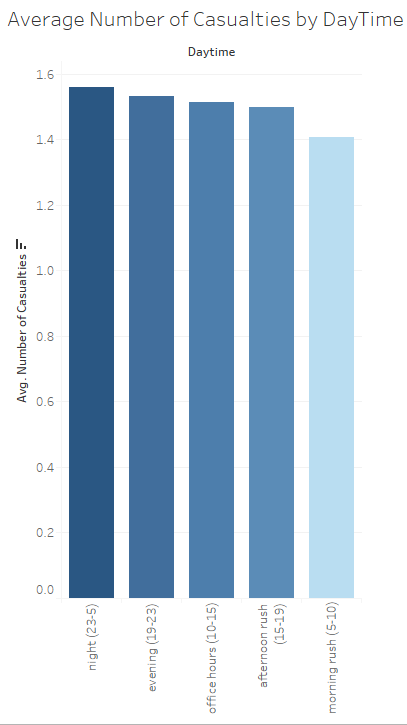 Average Number of Casualties by DayTime
Daytime
Avg. Number of Casualties
1.6
1.4
1.2
1.0
0.8
0.6
0.4
0.2
0.0
night (23-5)
evening (19-23)
office hours (10-15)
afternoon rush
(15-19)
morning rush (5-10)